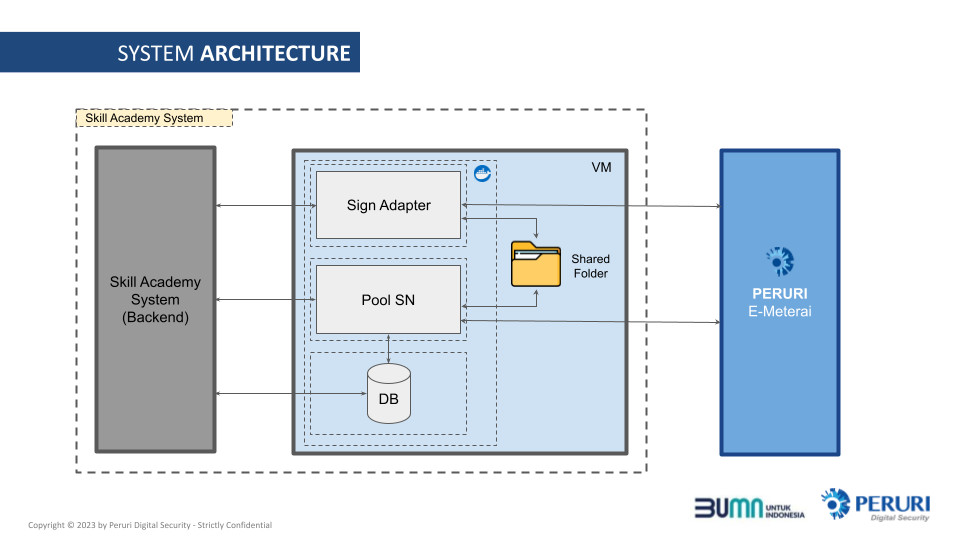 SYSTEM ARCHITECTURE
Skill Academy System
VM
Sign Adapter
Skill Academy
System
(Backend)
Shared
Folder
Pool SN
DB
PERURI
E-Meterai
BUMN
UNTUK
INDONESIA
PERURI
Digital Security
Copyright © 2023 by Peruri Digital Security - Strictly Confidential